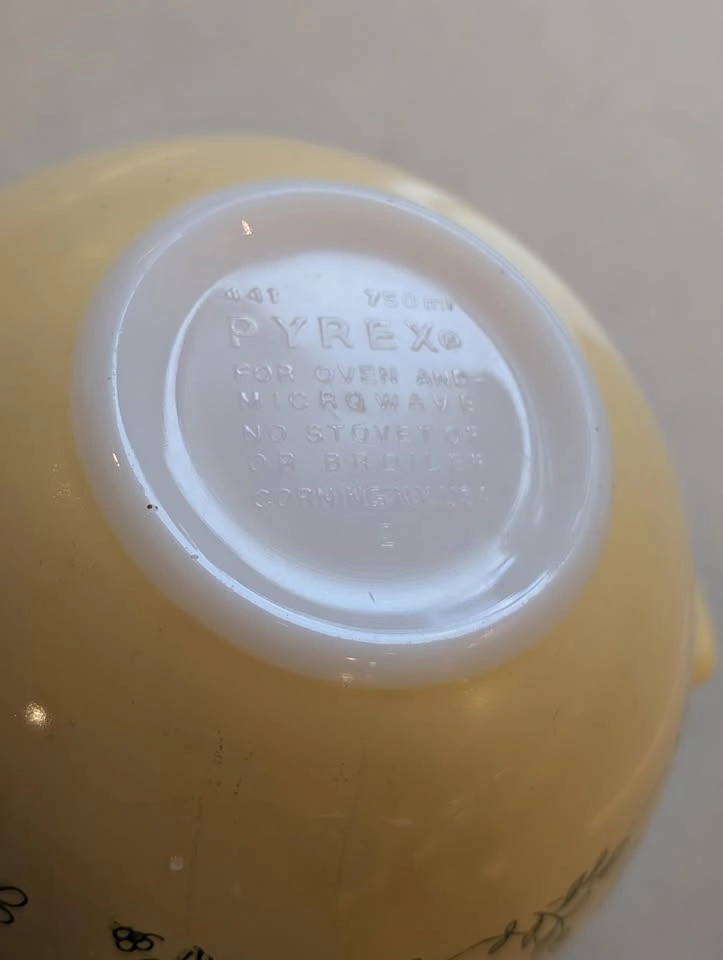 441 750 ml
PYREX®
FOR OVEN AND
MICROWAVE
NO STOVETOP
OR BROILER
CORNING, N.Y. U.S.A.